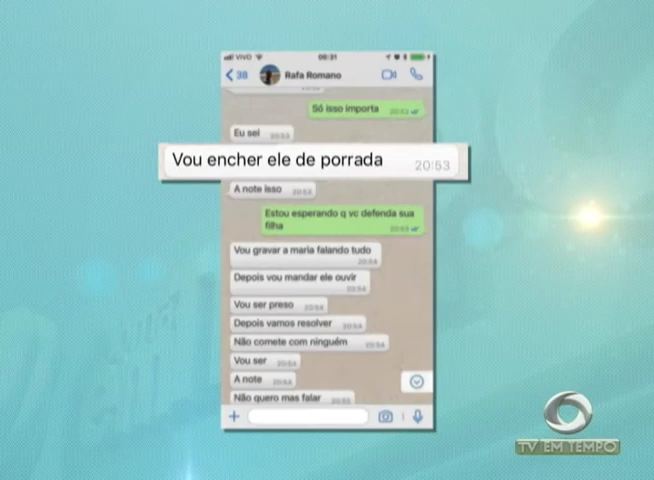 VIVO
08:31
38
Rafa Romano
Só isso importa
20:53
Eu sei
20:53
Vou encher ele de porrada
20:53
A note isso
20:53
Estou esperando q vc defenda sua
filha
20:53
Vou gravar a maria falando tudo
20:54
Depois vou mandar ele ouvir
20:54
Vou ser preso
20:54
Depois vamos resolver
20:54
Não comete com ninguém
20:54
Vou ser
20:54
A note
20:54
Não quero mas falar
20:55
TV EM TEMPO